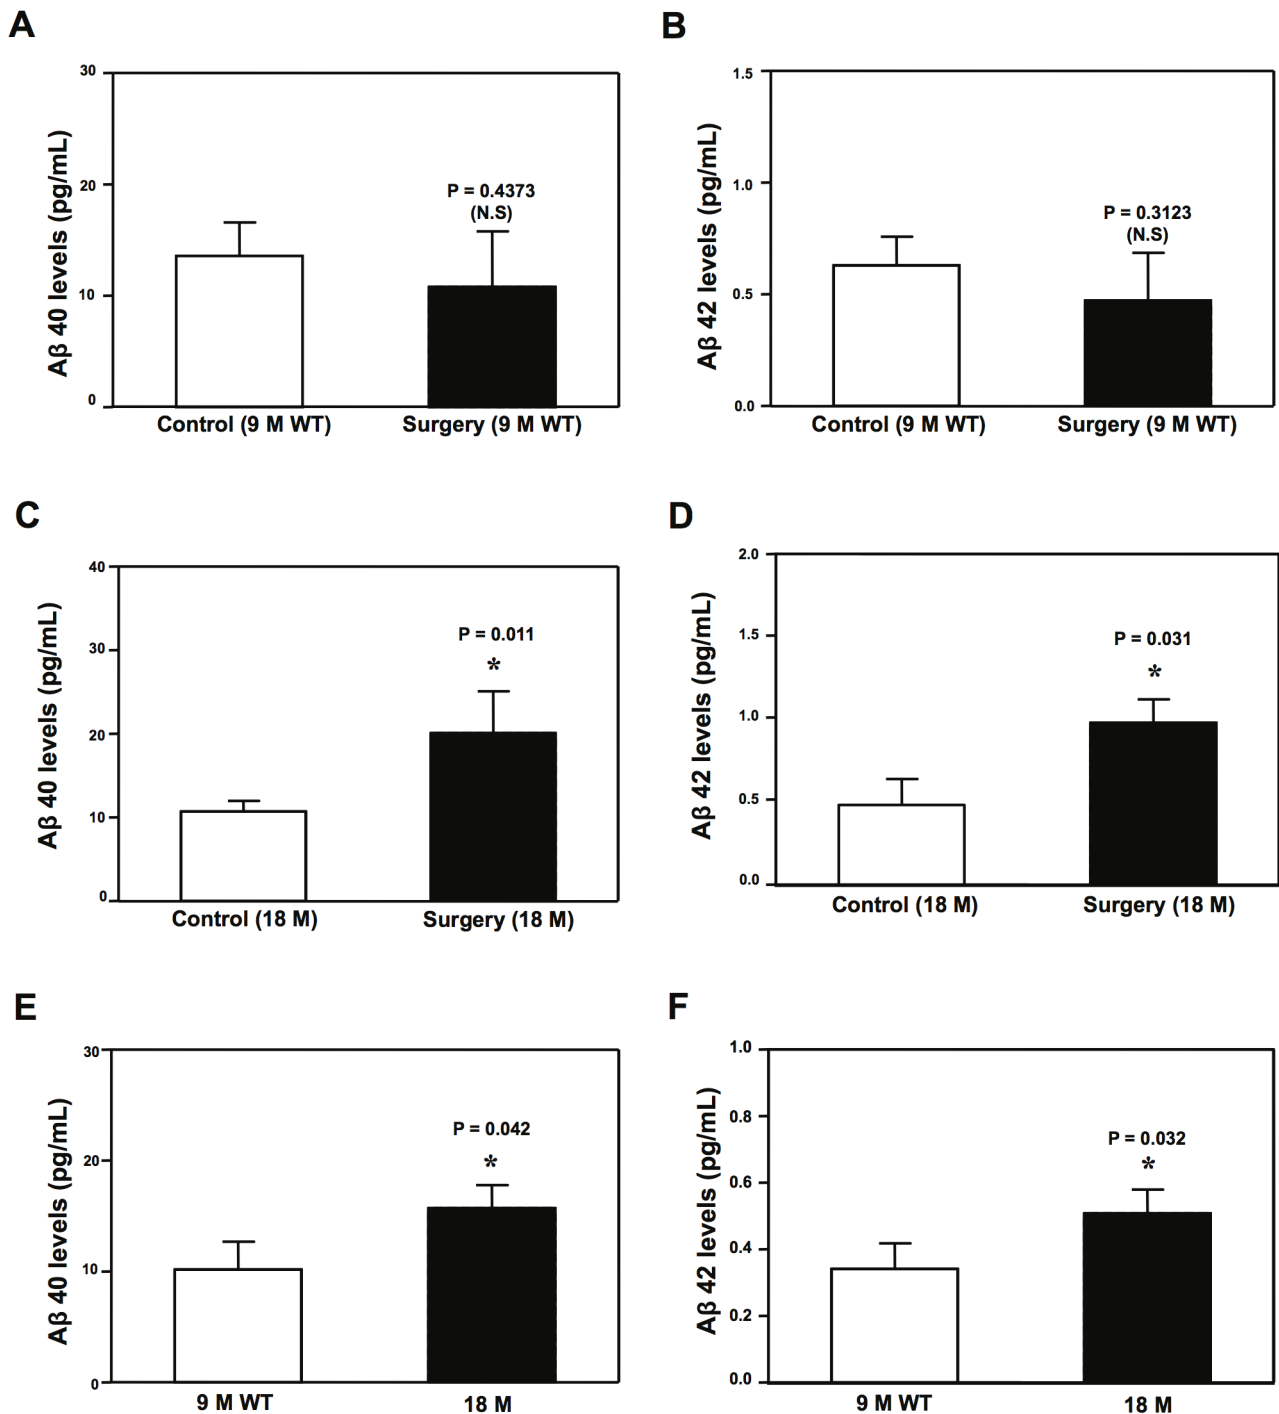 A
Aβ 40 levels (pg/mL)
30
20
10
0
P = 0.4373
(N.S)
Control (9 M WT)
Surgery (9 M WT)
B
Aβ 42 levels (pg/mL)
1.5
1.0
0.5
0.0
P = 0.3123
(N.S)
Control (9 M WT)
Surgery (9 M WT)
C
Aβ 40 levels (pg/mL)
40
30
20
10
0
P = 0.011
*
Control (18 M)
Surgery (18 M)
D
Aβ 42 levels (pg/mL)
2.0
1.5
1.0
0.5
0.0
P = 0.031
*
Control (18 M)
Surgery (18 M)
E
Aβ 40 levels (pg/mL)
30
20
10
0
P = 0.042
*
9 M WT
18 M
F
Aβ 42 levels (pg/mL)
1.0
0.8
0.6
0.4
0.2
0.0
P = 0.032
*
9 M WT
18 M